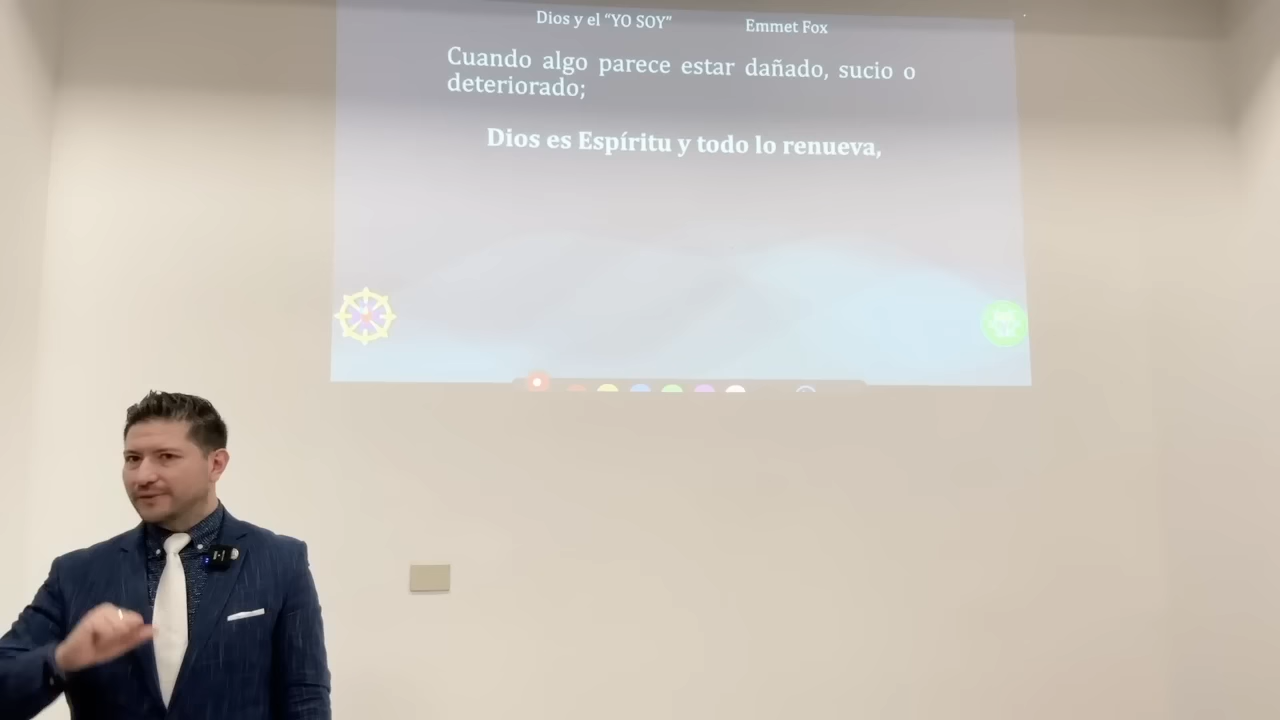 Dios y el “YO SOY” Emmet Fox
Cuando algo parece estar dañado, sucio o
deteriorado;
Dios es Espíritu y todo lo renueva,